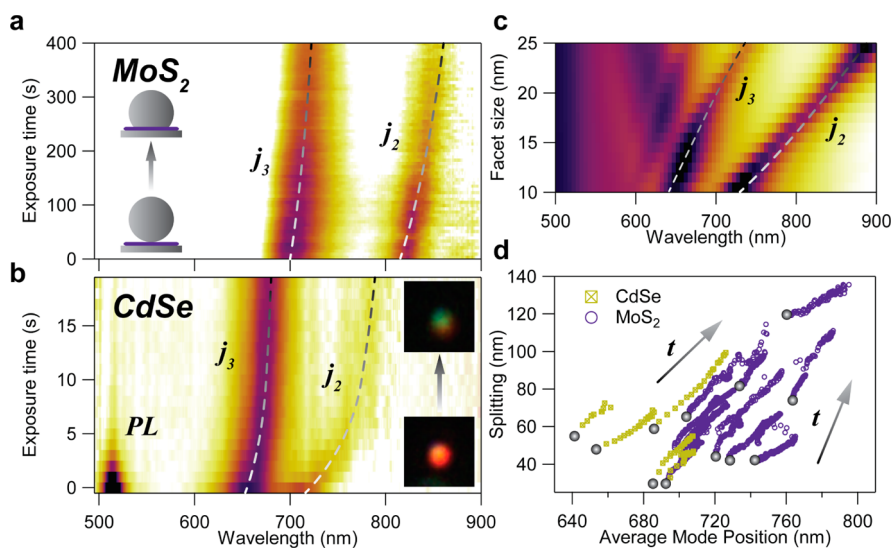 a
MoS2
Exposure time (s)
400
300
200
100
0
j3
j2
b
CdSe
Exposure time (s)
15
10
5
0
PL
j3
j2
500 600 700 800 900
Wavelength (nm)
c
Facet size (nm)
25
20
15
10
j3
j2
500 600 700 800 900
Wavelength (nm)
d
Splitting (nm)
140
120
100
80
60
40
CdSe
MoS2
t
t
640 680 720 760 800
Average Mode Position (nm)